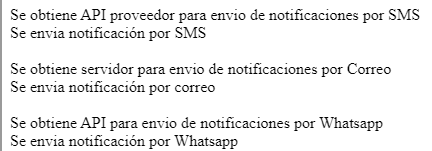 Se obtiene API proveedor para envio de notificaciones por SMS
Se envia notificación por SMS
Se obtiene servidor para envio de notificaciones por Correo
Se envia notificación por correo
Se obtiene API para envio de notificaciones por Whatsapp
Se envia notificación por Whatsapp